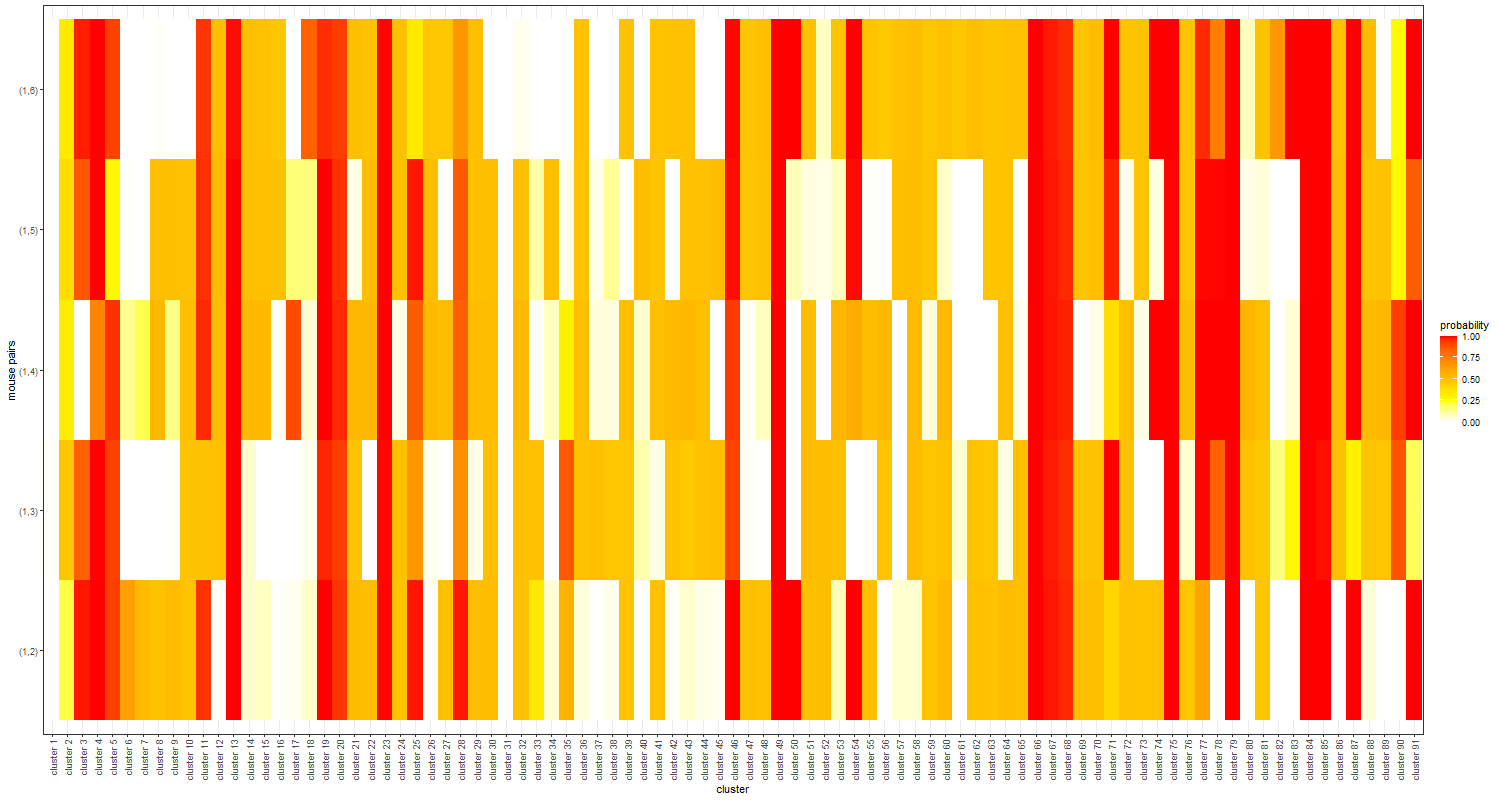 (1,6)
(1,5)
(1,4)
(1,3)
(1,2)
mouse pairs
cluster 1
cluster 2
cluster 3
cluster 4
cluster 5
cluster 6
cluster 7
cluster 8
cluster 9
cluster 10
cluster 11
cluster 12
cluster 13
cluster 14
cluster 15
cluster 16
cluster 17
cluster 18
cluster 19
cluster 20
cluster 21
cluster 22
cluster 23
cluster 24
cluster 25
cluster 26
cluster 27
cluster 28
cluster 29
cluster 30
cluster 31
cluster 32
cluster 33
cluster 34
cluster 35
cluster 36
cluster 37
cluster 38
cluster 39
cluster 40
cluster 41
cluster 42
cluster 43
cluster 44
cluster 45
cluster 46
cluster 47
cluster 48
cluster 49
cluster 50
cluster 51
cluster 52
cluster 53
cluster 54
cluster 55
cluster 56
cluster 57
cluster 58
cluster 59
cluster 60
cluster 61
cluster 62
cluster 63
cluster 64
cluster 65
cluster 66
cluster 67
cluster 68
cluster 69
cluster 70
cluster 71
cluster 72
cluster 73
cluster 74
cluster 75
cluster 76
cluster 77
cluster 78
cluster 79
cluster 80
cluster 81
cluster 82
cluster 83
cluster 84
cluster 85
cluster 86
cluster 87
cluster 88
cluster 89
cluster 90
cluster 91
cluster
probability
1.00
0.75
0.50
0.25
0.00